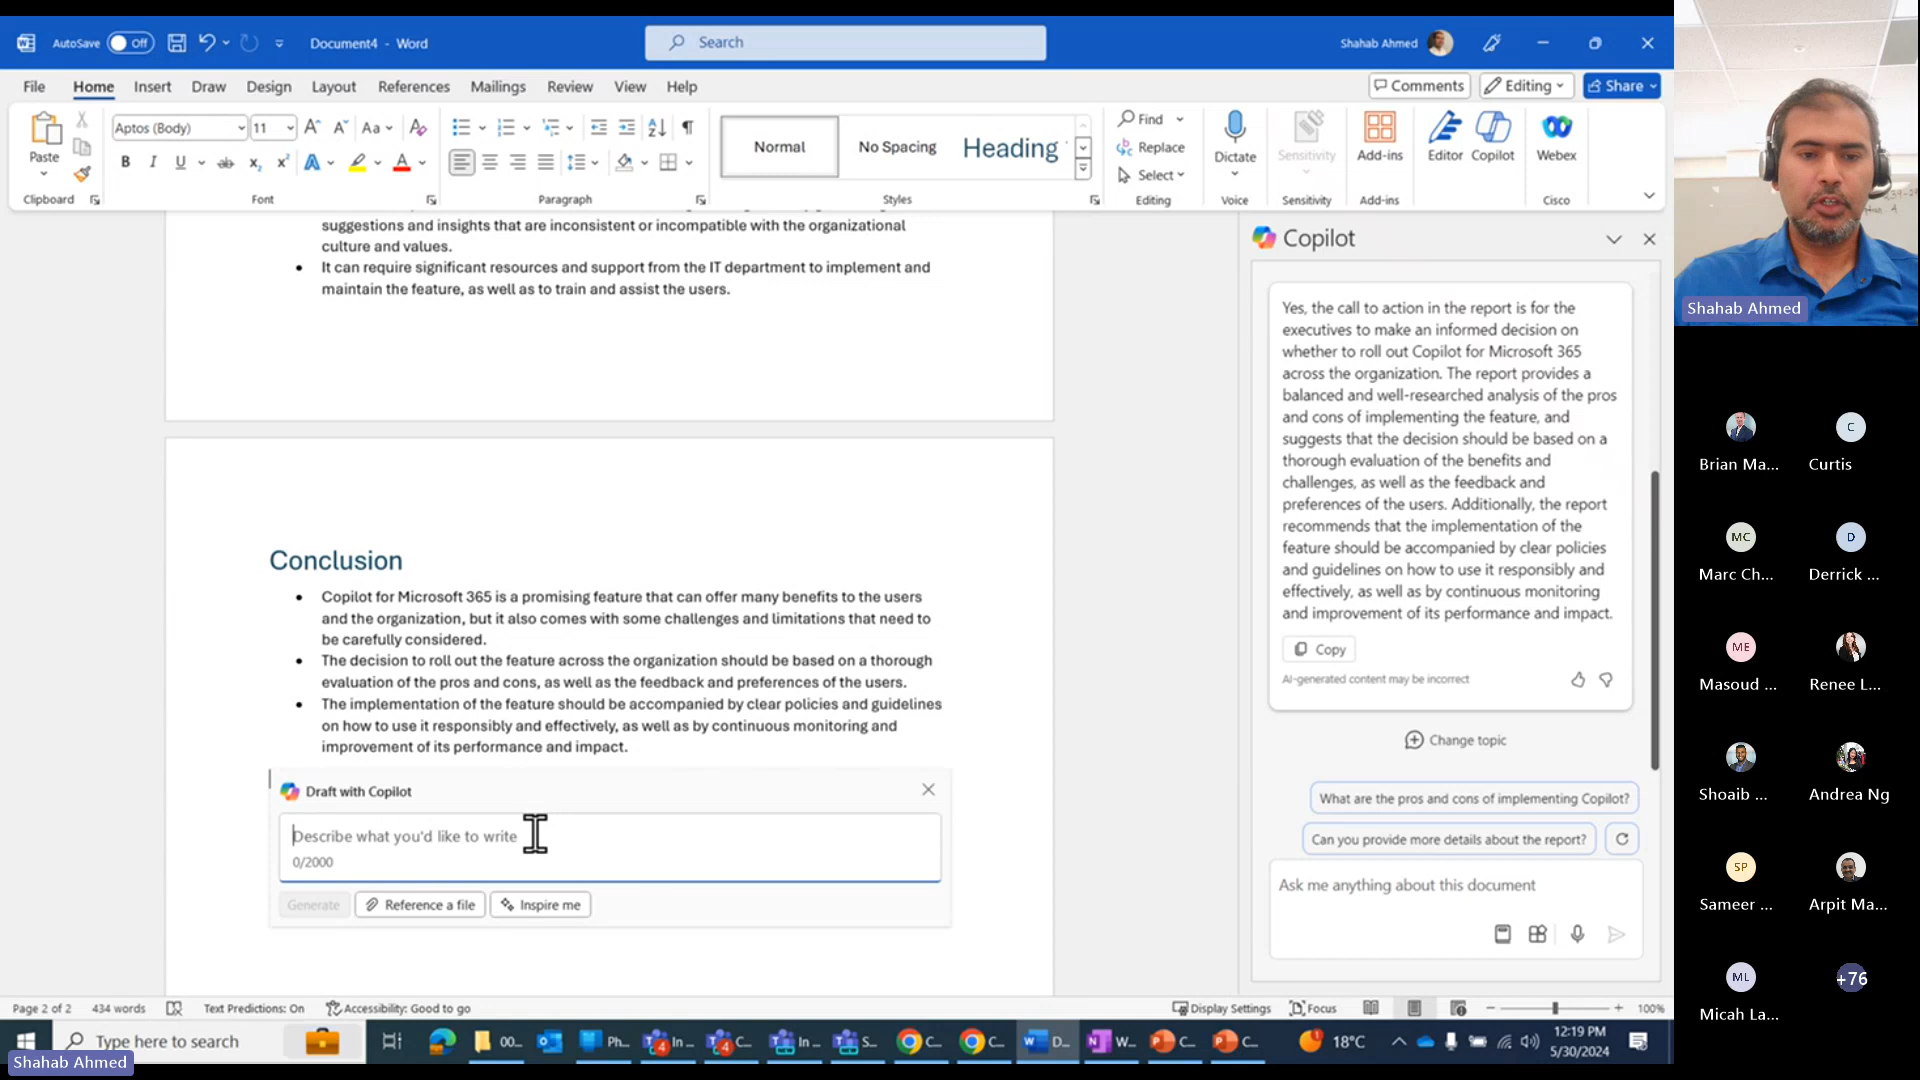 AutoSave Off Document4 - Word Search Shahab Ahmed
File Home Insert Draw Design Layout References Mailings Review View Help Comments Editing Share
Paste
Clipboard
Aptos (Body) 11
Font
Paragraph
Normal No Spacing Heading
Styles
Find
Replace
Select
Editing
Dictate
Voice
Sensitivity
Sensitivity
Add-ins
Add-ins
Editor Copilot
Webex
Cisco
suggestions and insights that are inconsistent or incompatible with the organizational
culture and values.
• It can require significant resources and support from the IT department to implement and
maintain the feature, as well as to train and assist the users.
Conclusion
• Copilot for Microsoft 365 is a promising feature that can offer many benefits to the users
and the organization, but it also comes with some challenges and limitations that need to
be carefully considered.
• The decision to roll out the feature across the organization should be based on a thorough
evaluation of the pros and cons, as well as the feedback and preferences of the users.
• The implementation of the feature should be accompanied by clear policies and guidelines
on how to use it responsibly and effectively, as well as by continuous monitoring and
improvement of its performance and impact.
Draft with Copilot
Describe what you'd like to write
0/2000
Generate Reference a file Inspire me
Copilot
Yes, the call to action in the report is for the
executives to make an informed decision on
whether to roll out Copilot for Microsoft 365
across the organization. The report provides a
balanced and well-researched analysis of the pros
and cons of implementing the feature, and
suggests that the decision should be based on a
thorough evaluation of the benefits and
challenges, as well as the feedback and
preferences of the users. Additionally, the report
recommends that the implementation of the
feature should be accompanied by clear policies
and guidelines on how to use it responsibly and
effectively, as well as by continuous monitoring
and improvement of its performance and impact.
Copy
AI-generated content may be incorrect
Change topic
What are the pros and cons of implementing Copilot?
Can you provide more details about the report?
Ask me anything about this document
Page 2 of 2 434 words Text Predictions: On Accessibility: Good to go Display Settings Focus 100%
Type here to search 00... Ph... In ... C... In ... S... C... C... D... W... C... C... 18°C 12:19 PM
5/30/2024
Shahab Ahmed
Shahab Ahmed
C
Brian Ma... Curtis
MC D
Marc Ch... Derrick ...
ME
Masoud ... Renee L...
Shoaib ... Andrea Ng
SP
Sameer ... Arpit Ma...
ML +76
Micah La...